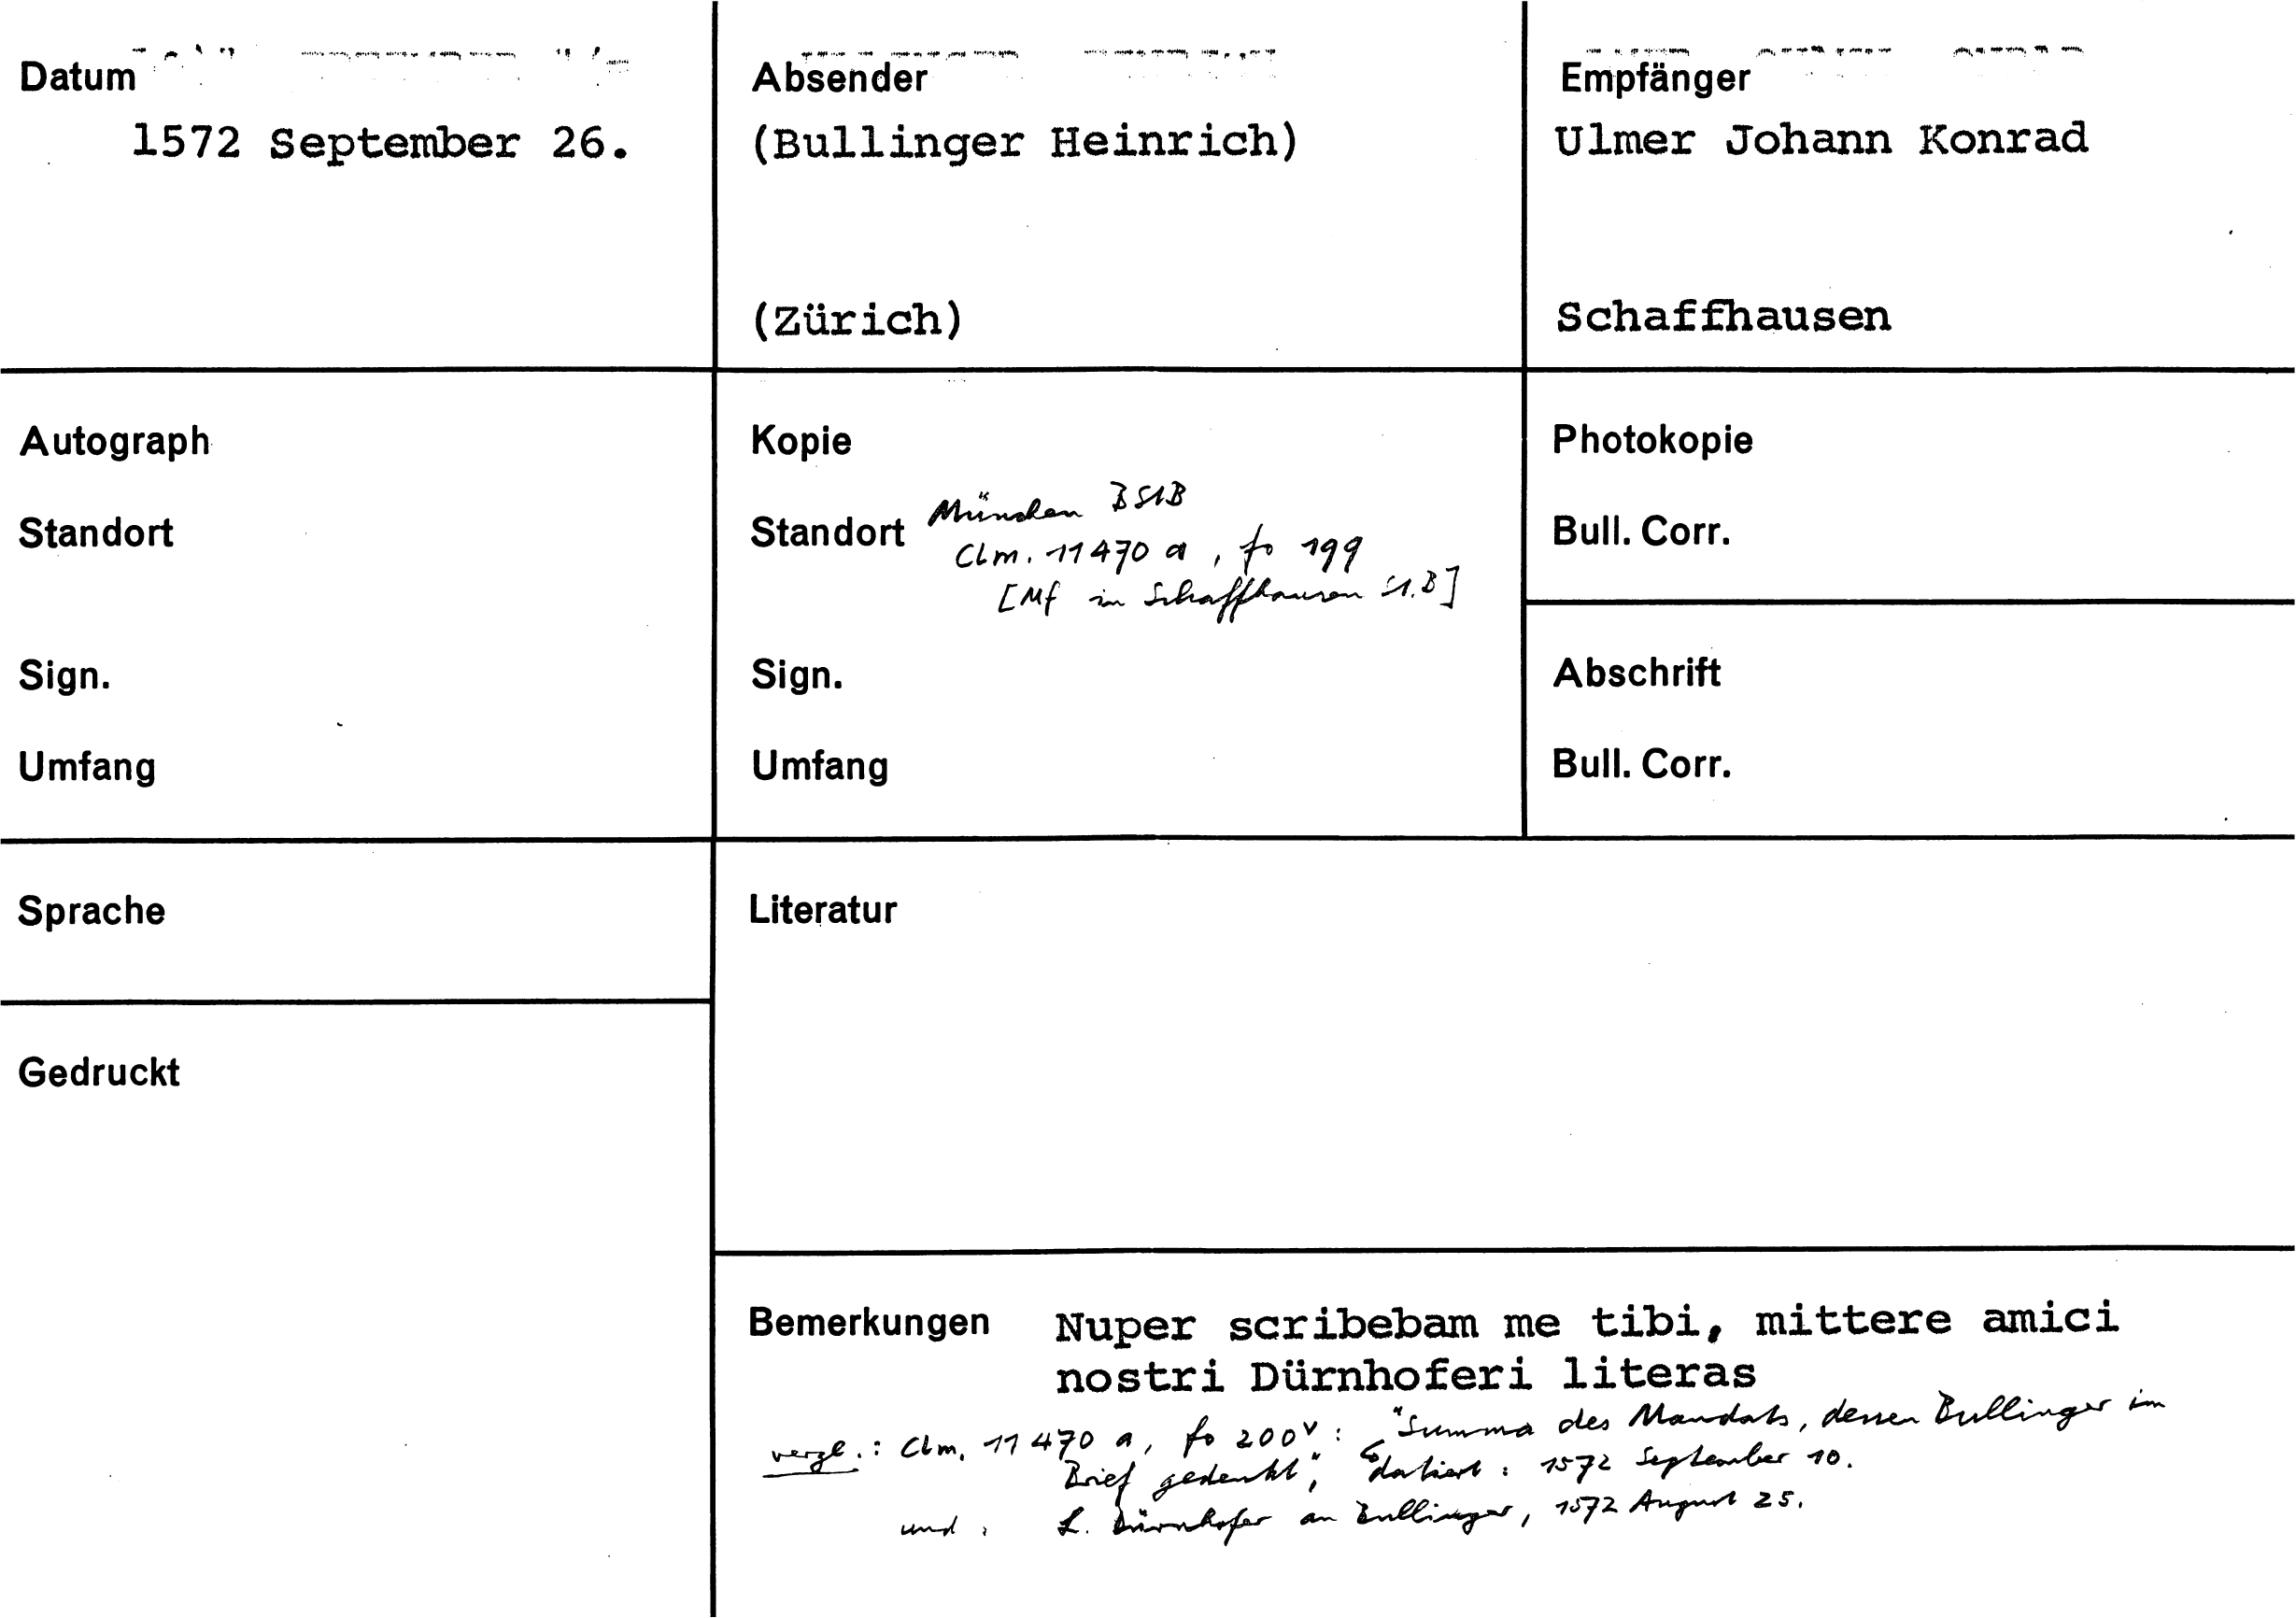 Datum
1572 September 26.
Absender
(Bullinger Heinrich)
(Zürich)
Empfänger
Ulmer Johann Konrad
Schaffhausen
Autograph
Standort
Sign.
Umfang
Kopie
Standort München BStB
Clm. 11470 a, fo 199
[Mf in Schaffhausen St.B]
Sign.
Umfang
Photokopie
Bull. Corr.
Abschrift
Bull. Corr.
Sprache
Gedruckt
Literatur
Bemerkungen Nuper scribebam me tibi, mittere amici
nostri Dürnhoferi literas
vergl.: Clm. 11470 a, fo 200v: "Summa des Mandats, dessen Bullinger im
Brief gedenkt", datiert: 1572 September 10.
und: L. Dürnhofer an Bullinger, 1572 August 25.